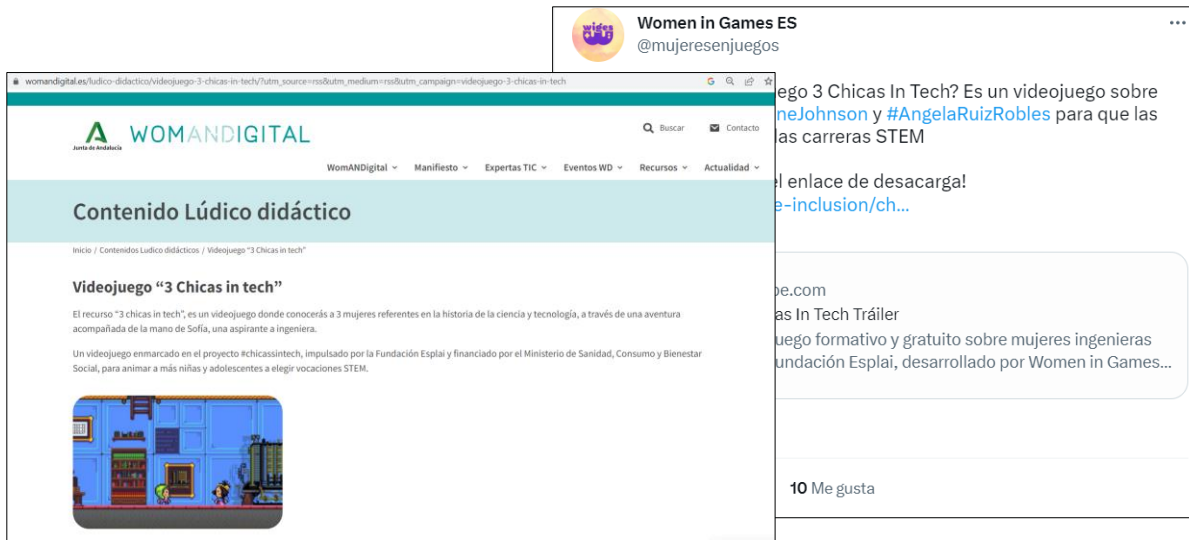 Women in Games ES
@mujeresenjuegos
ego 3 Chicas In Tech? Es un videojuego sobre
neJohnson y #AngelaRuizRobles para que las
las carreras STEM
el enlace de desacarga!
e-inclusion/ch...
be.com
as In Tech Tráiler
uego formativo y gratuito sobre mujeres ingenieras
undación Esplai, desarrollado por Women in Games...
10 Me gusta
womandigital.es/ludico-didactico/videojuego-3-chicas-in-tech/?utm_source=rss&utm_medium=rss&utm_campaign=videojuego-3-chicas-in-tech
Junta de Andalucía
WOMANDIGITAL
Buscar
Contacto
WomANDigital Manifiesto Expertas TIC Eventos WD Recursos Actualidad
Contenido Lúdico didáctico
Inicio / Contenidos Ludico didácticos / Videojuego “3 Chicas in tech”
Videojuego “3 Chicas in tech”
El recurso “3 chicas in tech”, es un videojuego donde conocerás a 3 mujeres referentes en la historia de la ciencia y tecnología, a través de una aventura
acompañada de la mano de Sofía, una aspirante a ingeniera.
Un videojuego enmarcado en el proyecto #chicassintech, impulsado por la Fundación Esplai y financiado por el Ministerio de Sanidad, Consumo y Bienestar
Social, para animar a más niñas y adolescentes a elegir vocaciones STEM.